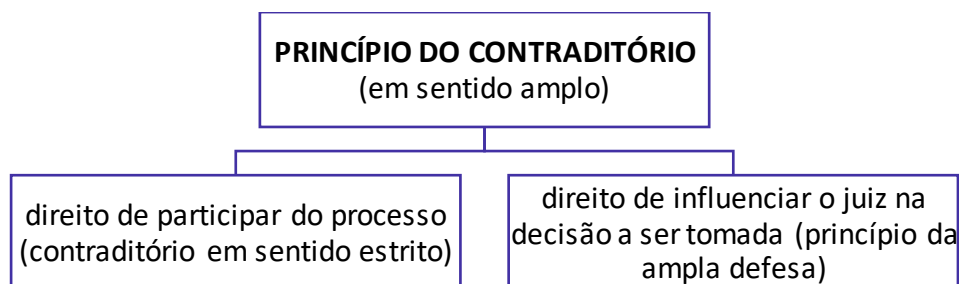 PRINCÍPIO DO CONTRADITÓRIO
(em sentido amplo)
direito de participar do processo
(contraditório em sentido estrito)
direito de influenciar o juiz na
decisão a ser tomada (princípio da
ampla defesa)